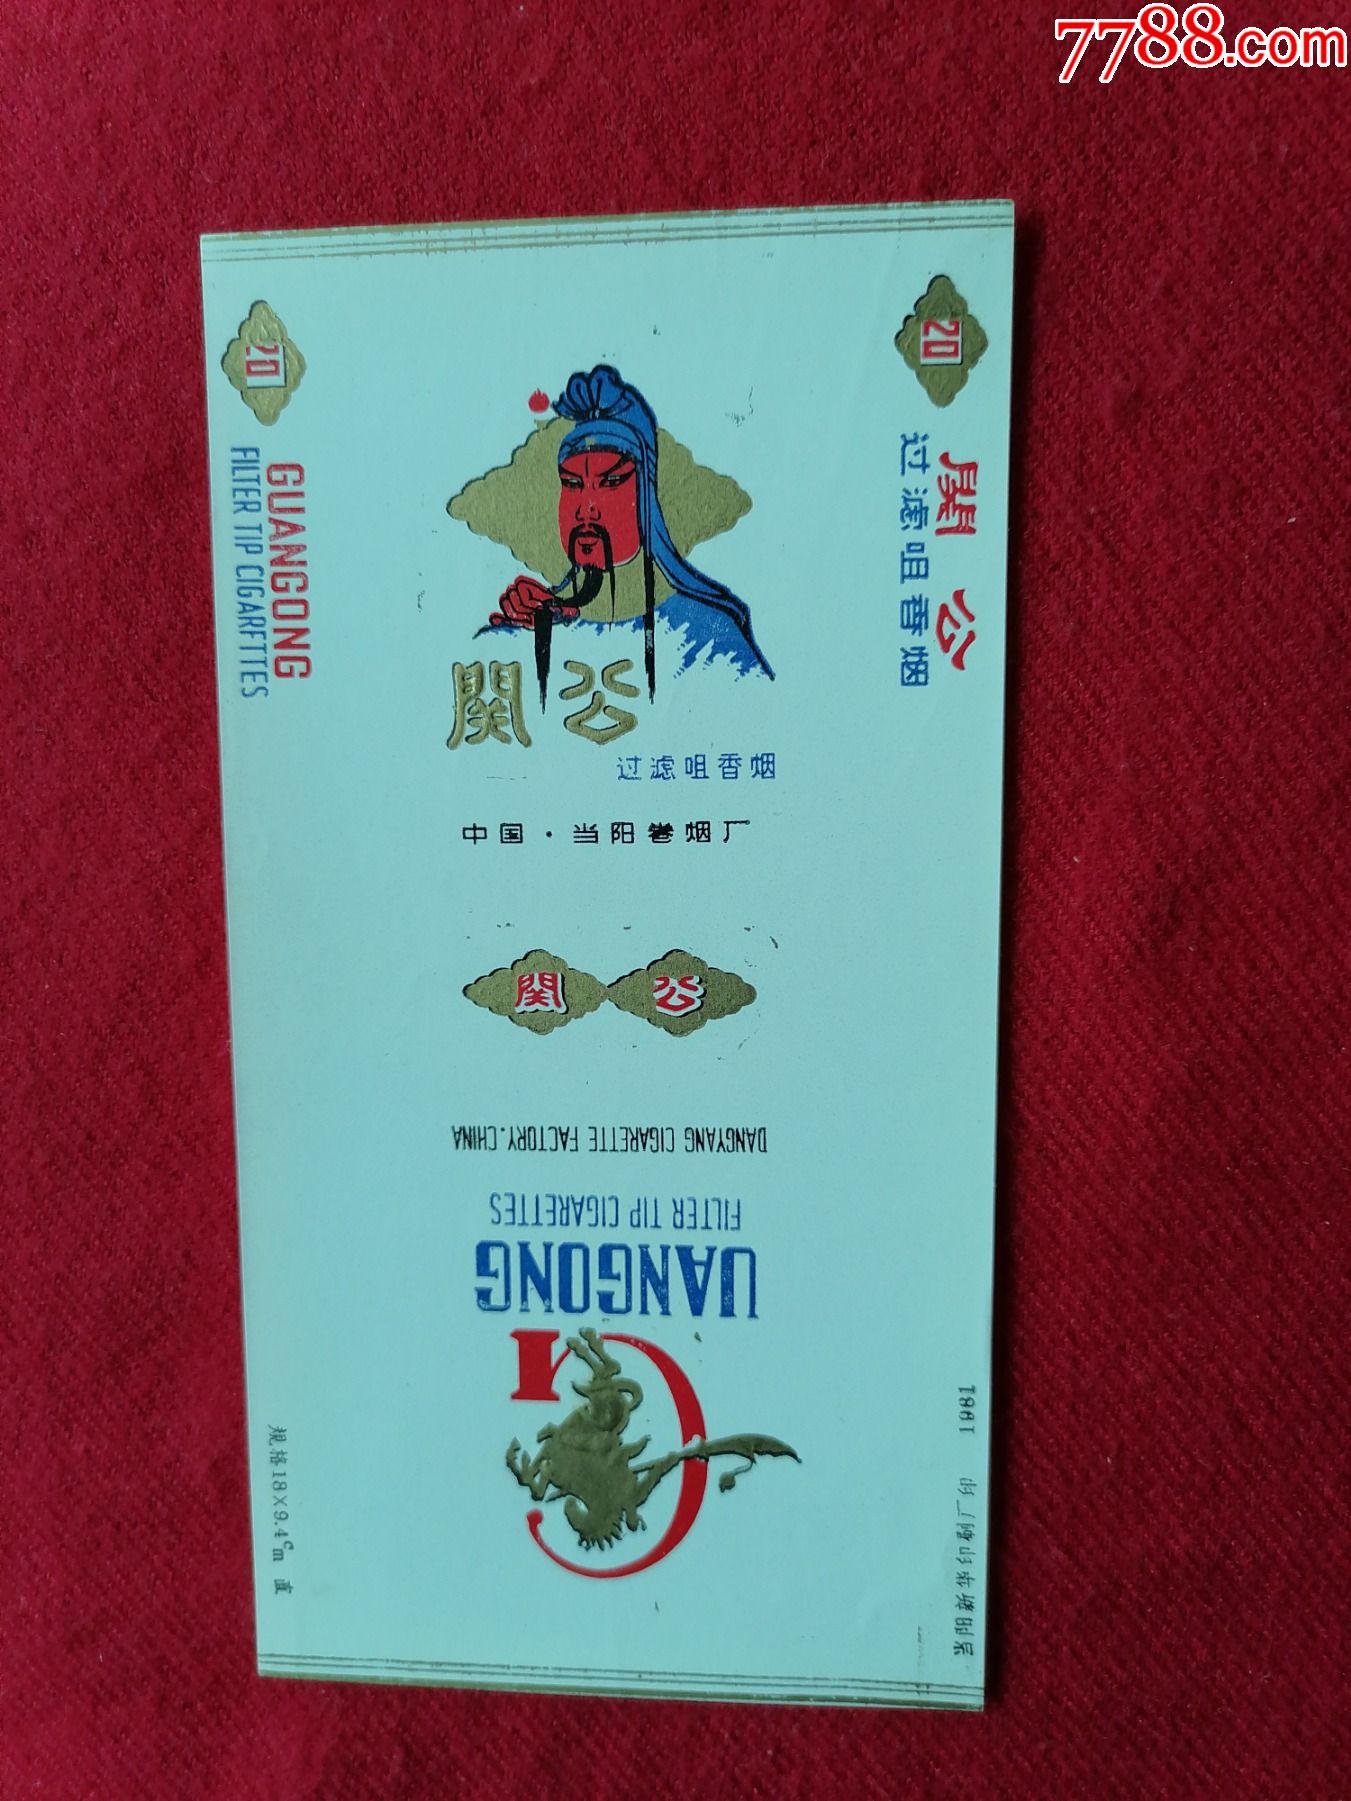 7788.com
20
20
關公
过滤咀香烟
GUANGONG
FILTER TIP CIGARETTES
關公
过滤咀香烟
中国·当阳卷烟厂
關 公
DANGYANG CIGARETTE FACTORY.CHINA
FILTER TIP CIGARETTES
GUANGONG
规格18×9.4cm 直
1981